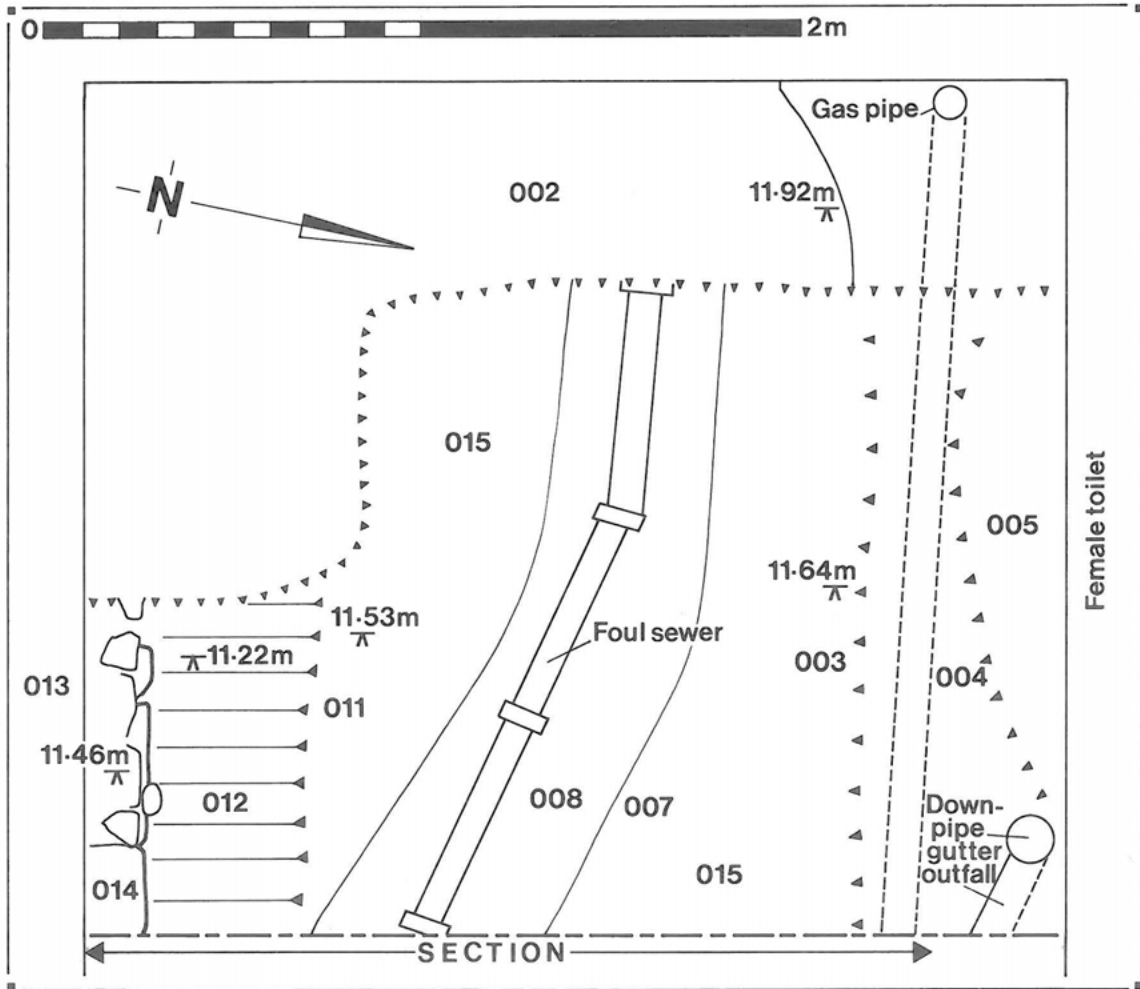 0 2m
Gas pipe
N
002
11·92m
015
005
Female toilet
11·64m
11·53m
Foul sewer
11·22m
003
004
013
011
11·46m
012
008
007
Down-
pipe
gutter
outfall
015
014
SECTION